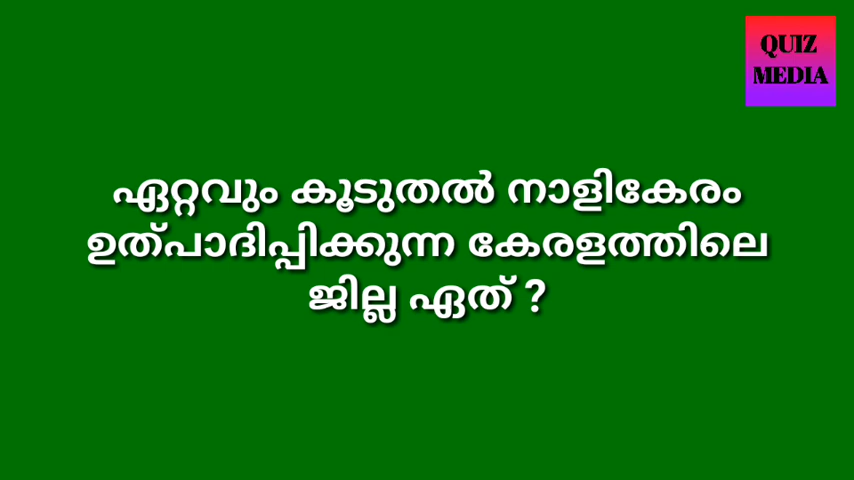 QUIZ
MEDIA
ഏറ്റവും കൂടുതൽ നാളികേരം
ഉത്പാദിപ്പിക്കുന്ന കേരളത്തിലെ
ജില്ല ഏത് ?